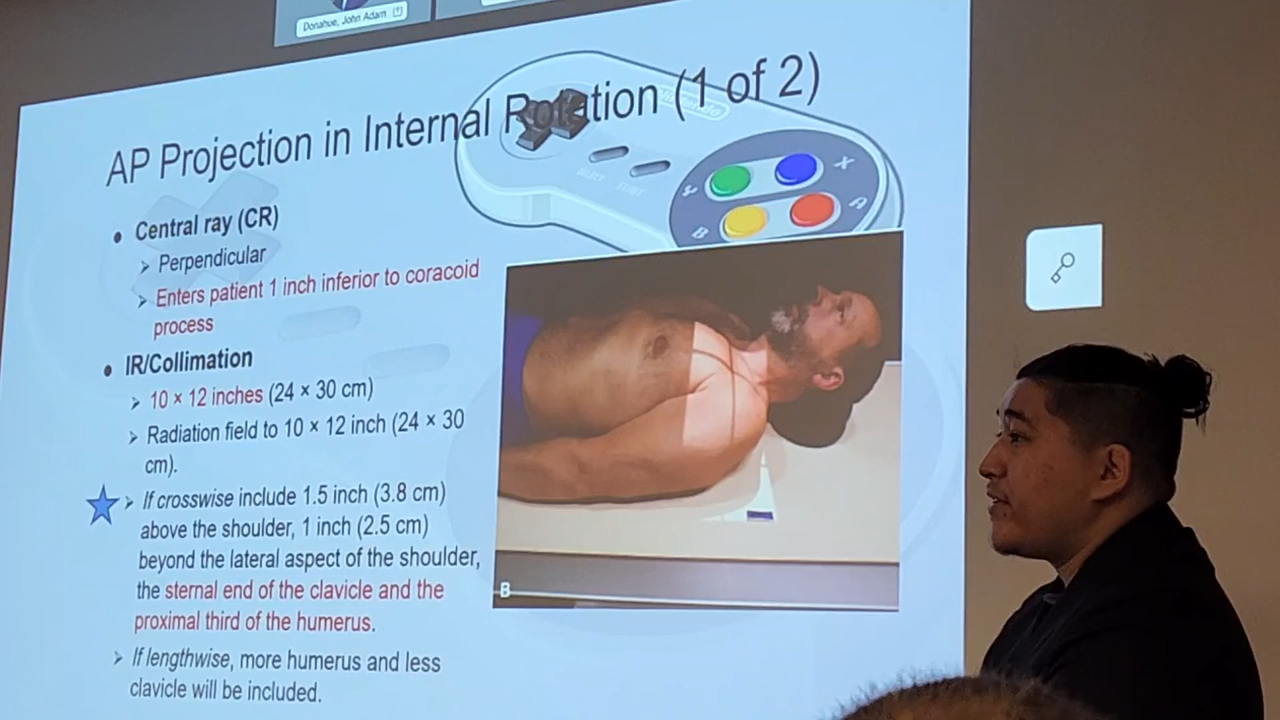 Donahue, John Adam
AP Projection in Internal Rotation (1 of 2)
Nintendo
SELECT START
X
Y
A
B
• Central ray (CR)
➢ Perpendicular
➢ Enters patient 1 inch inferior to coracoid
process
• IR/Collimation
➢ 10 × 12 inches (24 × 30 cm)
➢ Radiation field to 10 × 12 inch (24 × 30
cm).
➢ If crosswise include 1.5 inch (3.8 cm)
above the shoulder, 1 inch (2.5 cm)
beyond the lateral aspect of the shoulder,
the sternal end of the clavicle and the
proximal third of the humerus.
➢ If lengthwise, more humerus and less
clavicle will be included.
B